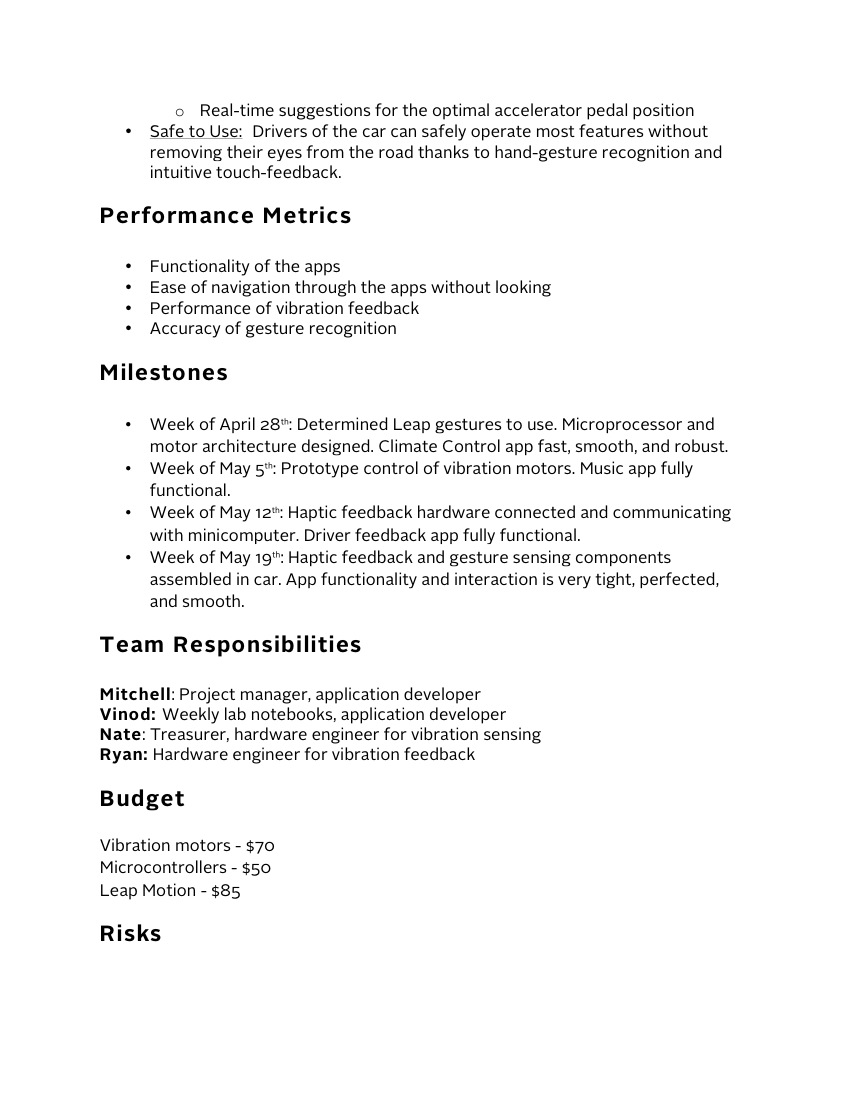 o Real-time suggestions for the optimal accelerator pedal position
• Safe to Use: Drivers of the car can safely operate most features without
removing their eyes from the road thanks to hand-gesture recognition and
intuitive touch-feedback.
Performance Metrics
• Functionality of the apps
• Ease of navigation through the apps without looking
• Performance of vibration feedback
• Accuracy of gesture recognition
Milestones
• Week of April 28th: Determined Leap gestures to use. Microprocessor and
motor architecture designed. Climate Control app fast, smooth, and robust.
• Week of May 5th: Prototype control of vibration motors. Music app fully
functional.
• Week of May 12th: Haptic feedback hardware connected and communicating
with minicomputer. Driver feedback app fully functional.
• Week of May 19th: Haptic feedback and gesture sensing components
assembled in car. App functionality and interaction is very tight, perfected,
and smooth.
Team Responsibilities
Mitchell: Project manager, application developer
Vinod: Weekly lab notebooks, application developer
Nate: Treasurer, hardware engineer for vibration sensing
Ryan: Hardware engineer for vibration feedback
Budget
Vibration motors - $70
Microcontrollers - $50
Leap Motion - $85
Risks